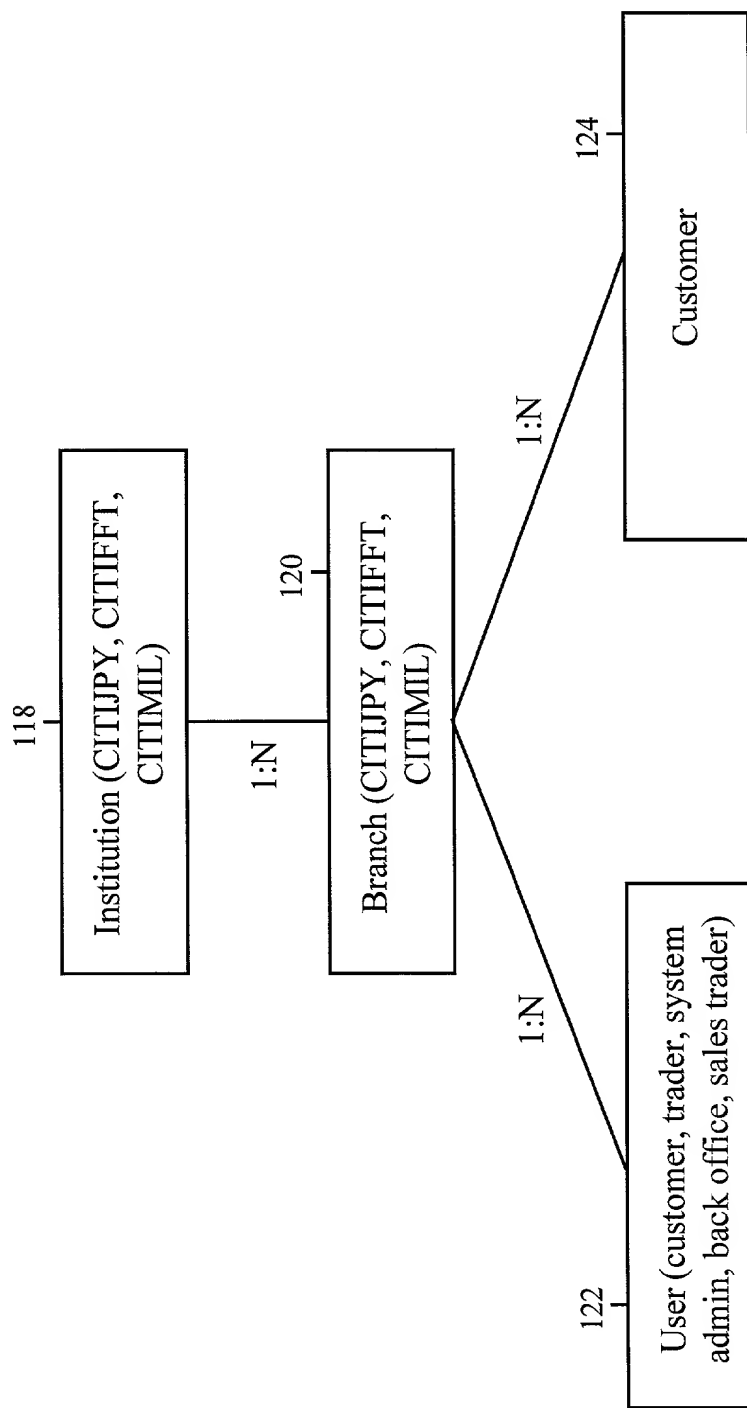 118
Institution (CITIJPY, CITIFFT,
CITIMIL)
1:N
120
Branch (CITIJPY, CITIFFT,
CITIMIL)
1:N
1:N
122
User (customer, trader, system
admin, back office, sales trader)
124
Customer